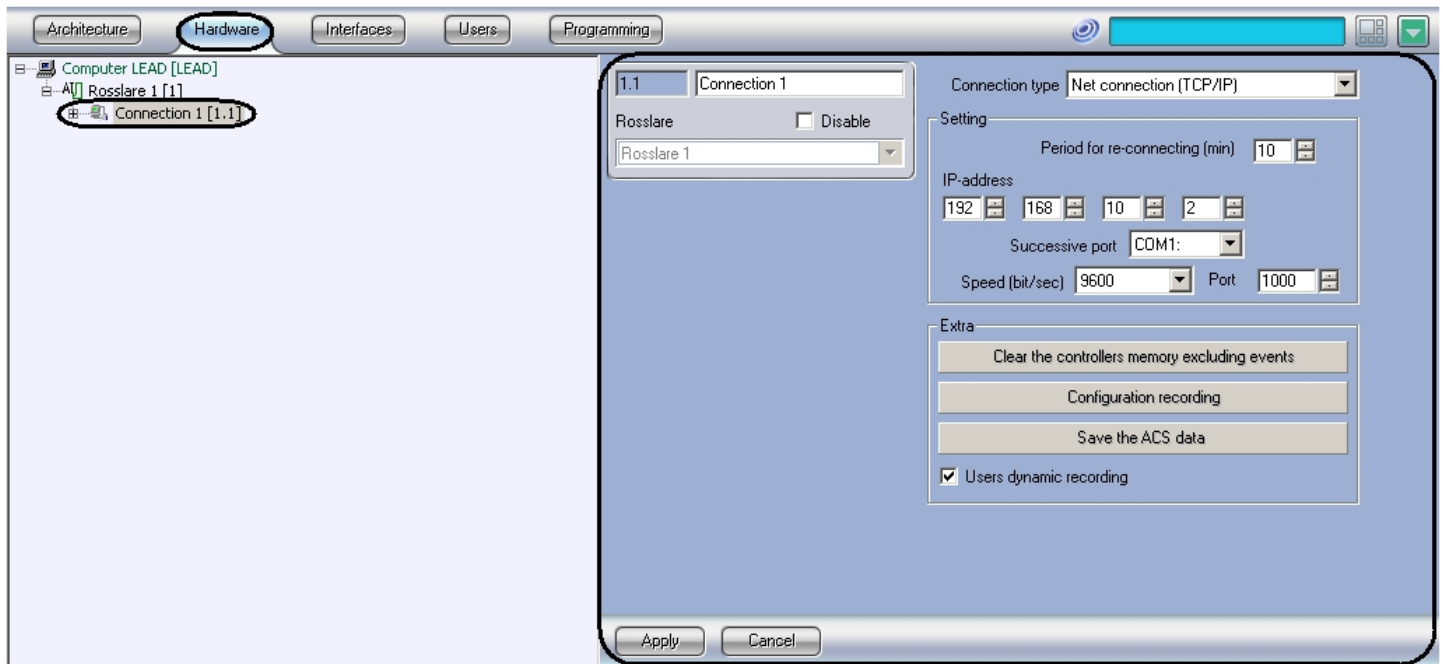 Architecture Hardware Interfaces Users Programming
Computer LEAD [LEAD]
Rosslare 1 [1]
Connection 1 [1.1]
1.1 Connection 1
Rosslare Disable
Rosslare 1
Connection type Net connection (TCP/IP)
Setting
Period for re-connecting (min) 10
IP-address
192 168 10 2
Successive port COM1:
Speed (bit/sec) 9600 Port 1000
Extra
Clear the controllers memory excluding events
Configuration recording
Save the ACS data
Users dynamic recording
Apply Cancel